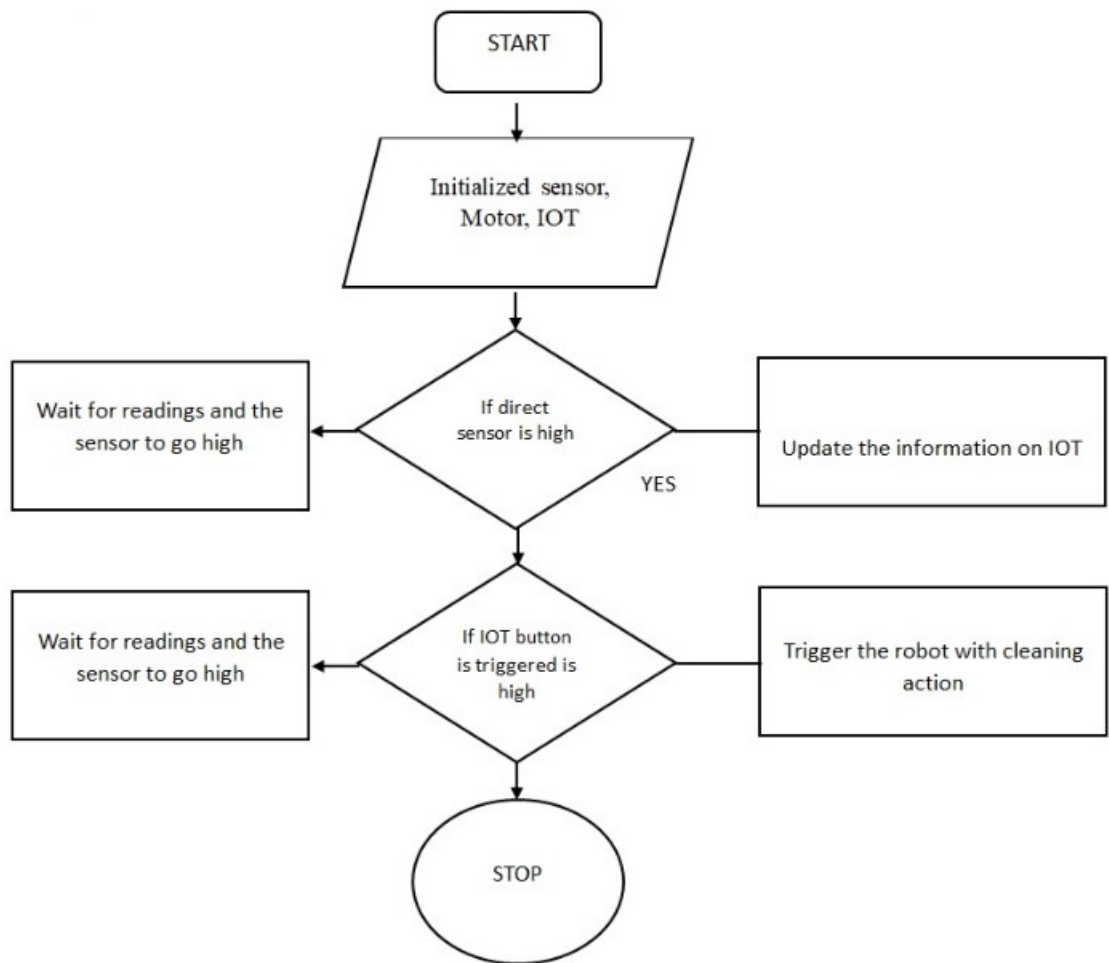 START
Initialized sensor,
Motor, IOT
If direct
sensor is high
Wait for readings and the
sensor to go high
YES
Update the information on IOT
If IOT button
is triggered is
high
Wait for readings and the
sensor to go high
Trigger the robot with cleaning
action
STOP